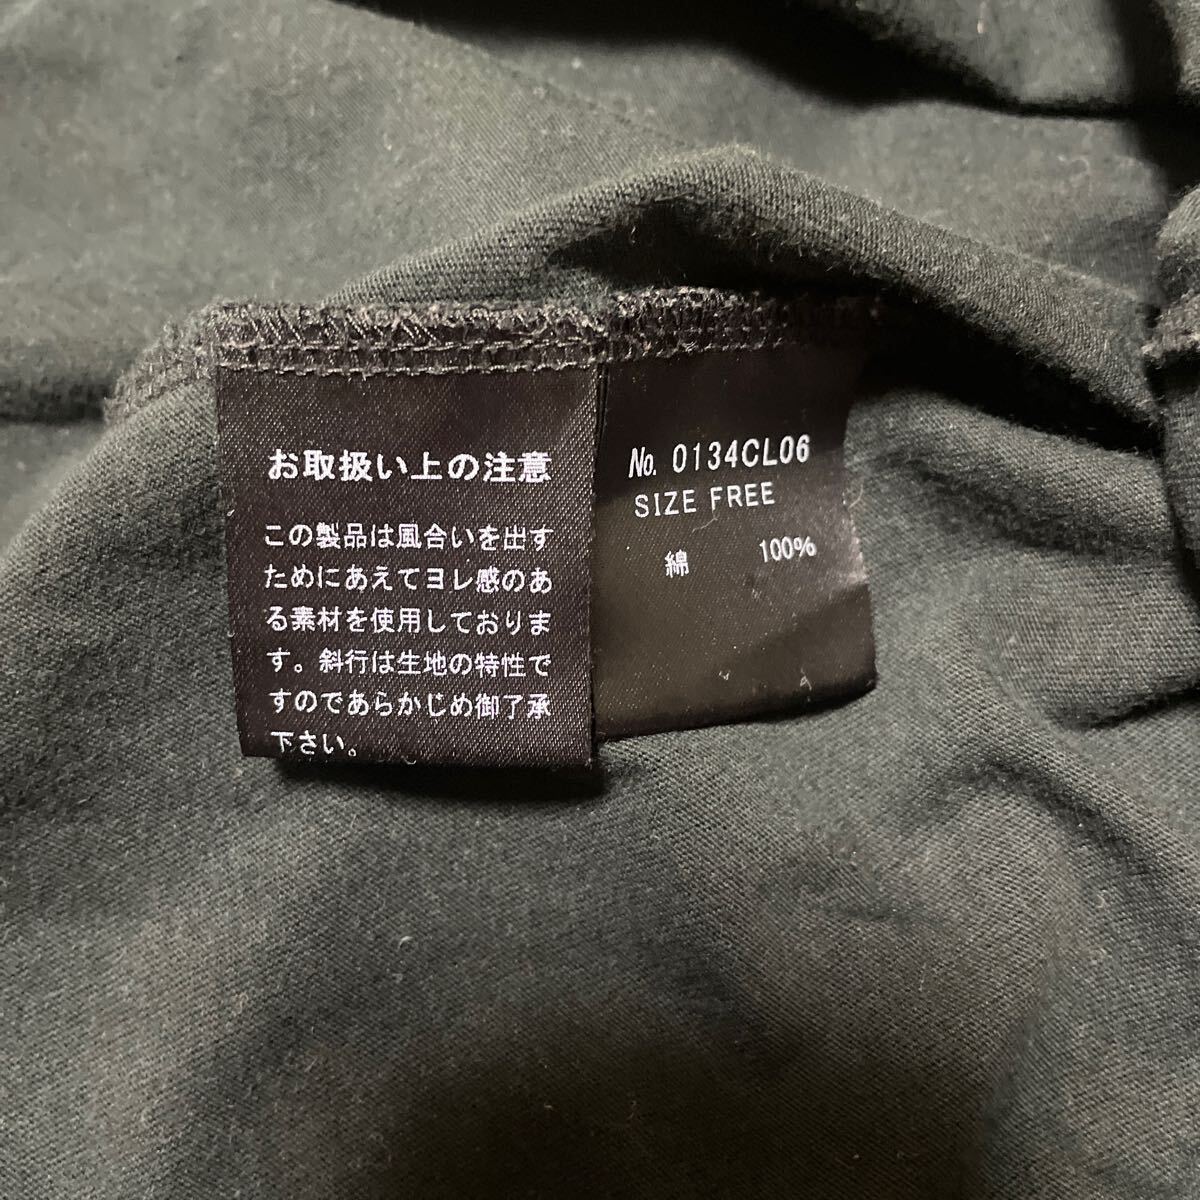 お取扱い上の注意
この製品は風合いを出す
ためにあえてヨレ感のあ
る素材を使用しておりま
す。斜行は生地の特性で
すのであらかじめ御了承
下さい。
No. 0134CL06
SIZE FREE
綿 100%